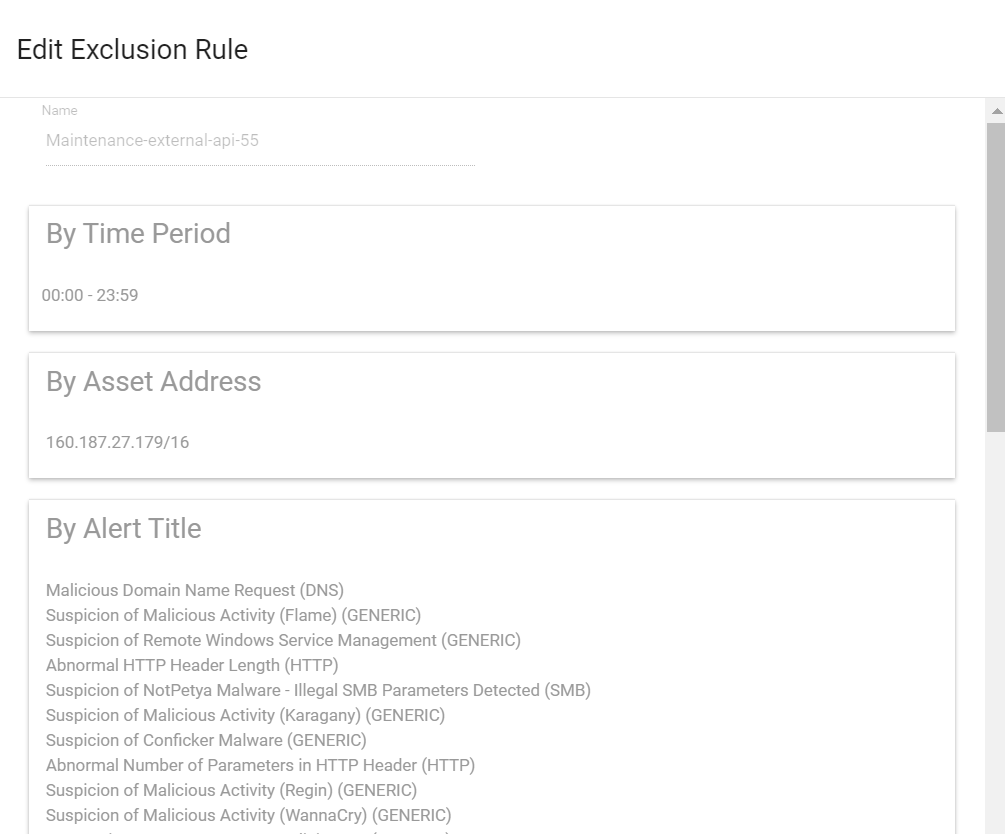 Edit Exclusion Rule
Name
Maintenance-external-api-55
By Time Period
00:00 - 23:59
By Asset Address
160.187.27.179/16
By Alert Title
Malicious Domain Name Request (DNS)
Suspicion of Malicious Activity (Flame) (GENERIC)
Suspicion of Remote Windows Service Management (GENERIC)
Abnormal HTTP Header Length (HTTP)
Suspicion of NotPetya Malware - Illegal SMB Parameters Detected (SMB)
Suspicion of Malicious Activity (Karagany) (GENERIC)
Suspicion of Conficker Malware (GENERIC)
Abnormal Number of Parameters in HTTP Header (HTTP)
Suspicion of Malicious Activity (Regin) (GENERIC)
Suspicion of Malicious Activity (WannaCry) (GENERIC)